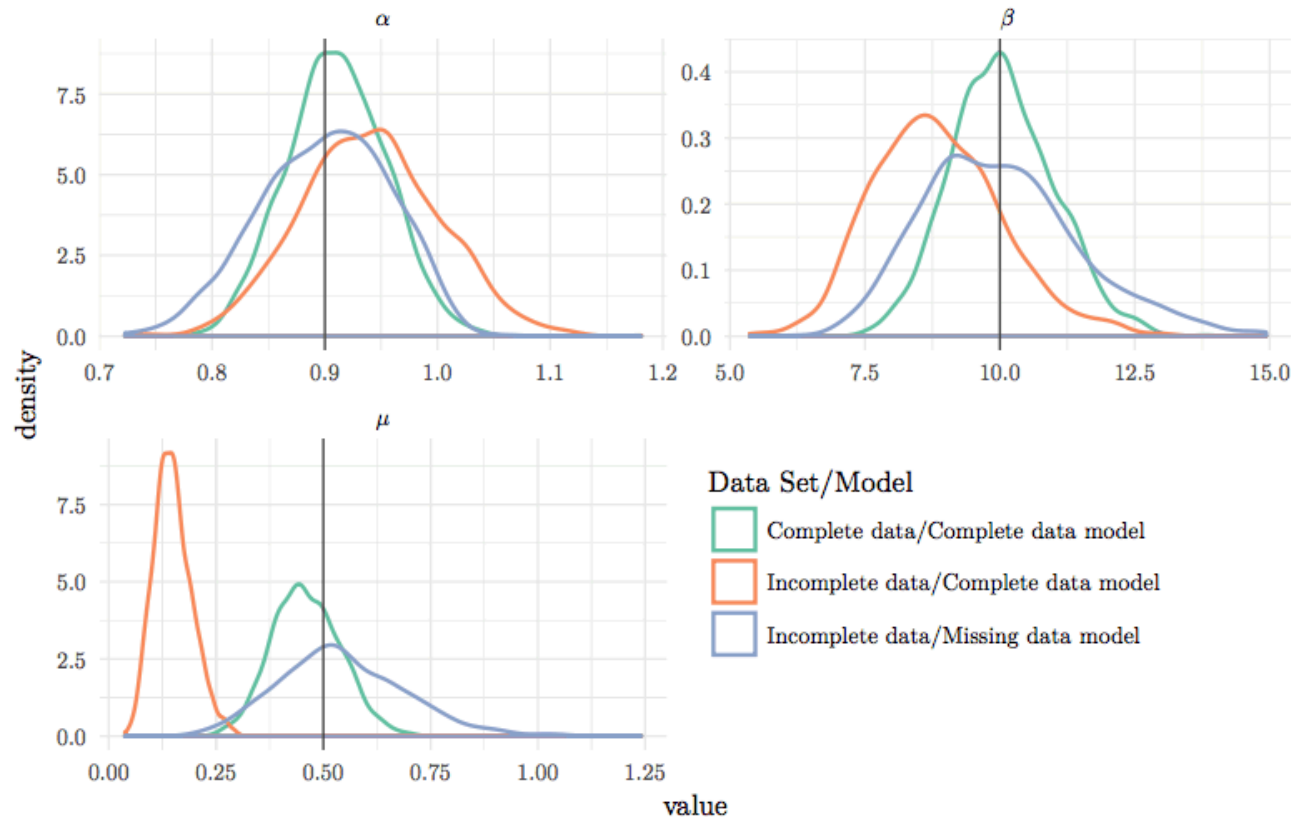 α
β
7.5
5.0
2.5
0.0
0.7 0.8 0.9 1.0 1.1 1.2
0.4
0.3
0.2
0.1
0.0
5.0 7.5 10.0 12.5 15.0
density
μ
7.5
5.0
2.5
0.0
0.00 0.25 0.50 0.75 1.00 1.25
value
Data Set/Model
Complete data/Complete data model
Incomplete data/Complete data model
Incomplete data/Missing data model